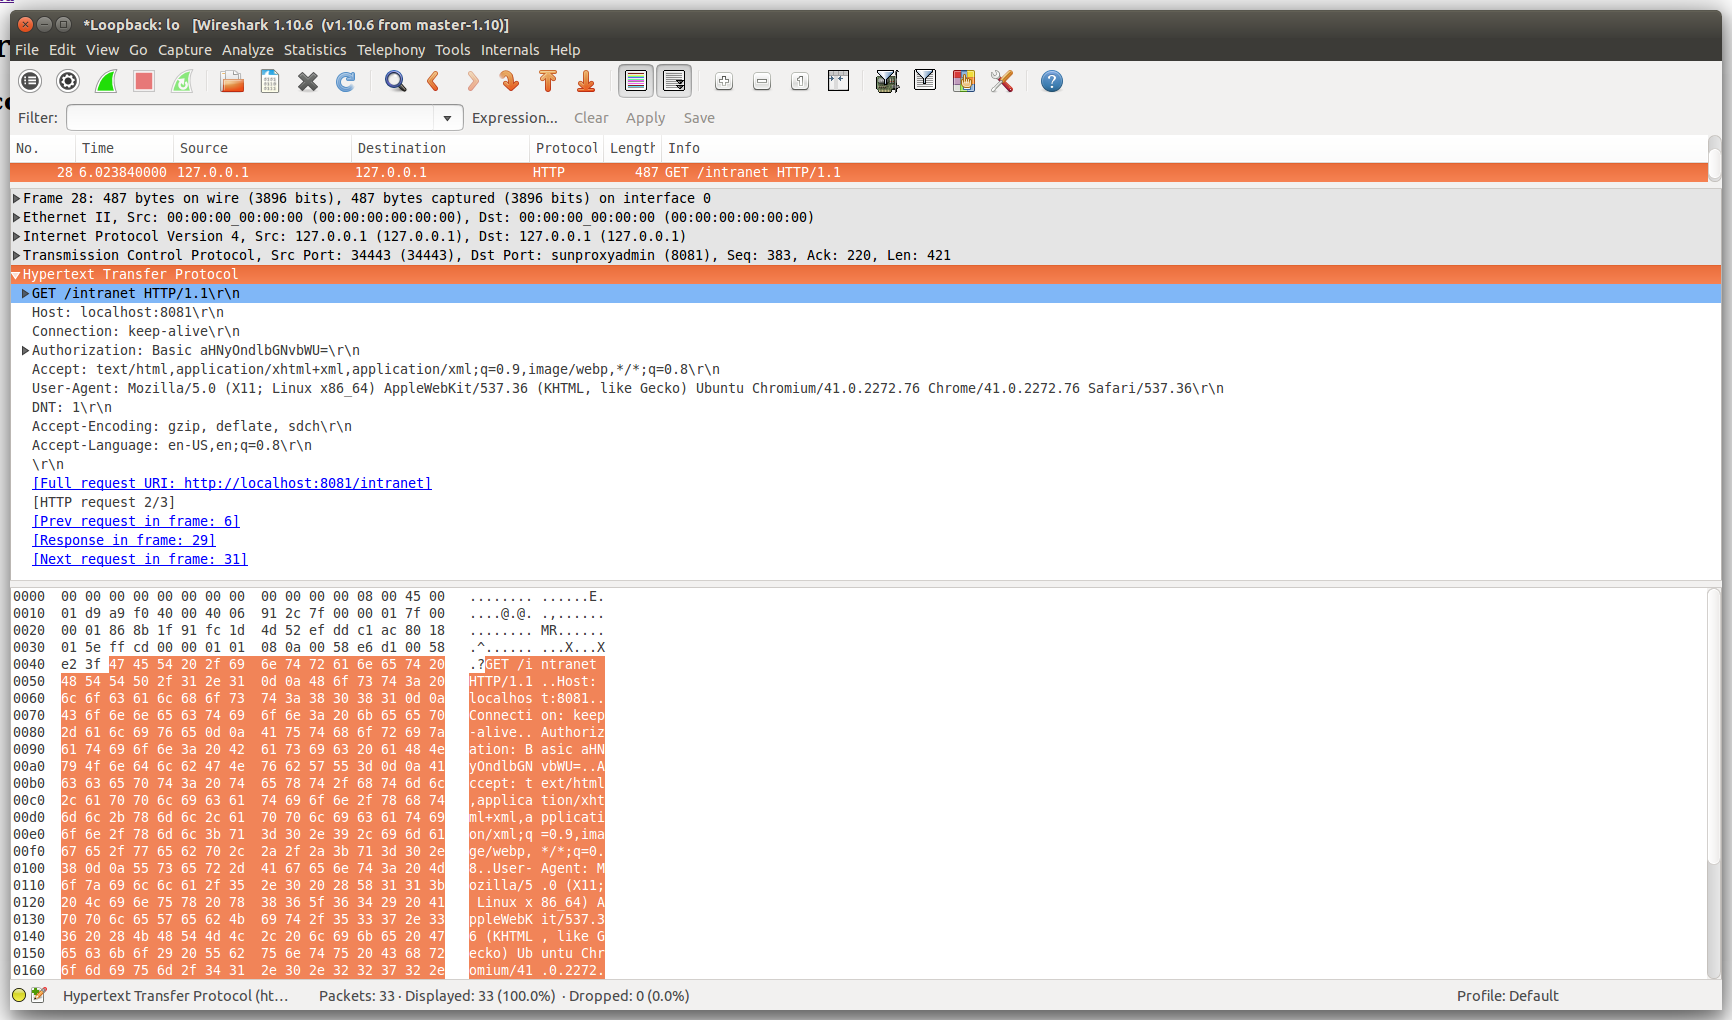 *Loopback: lo   [Wireshark 1.10.6  (v1.10.6 from master-1.10)]
File Edit View Go Capture Analyze Statistics Telephony Tools Internals Help
Filter: Expression... Clear Apply Save
No. Time Source Destination Protocol Length Info
28 6.023840000 127.0.0.1 127.0.0.1 HTTP 487 GET /intranet HTTP/1.1
Frame 28: 487 bytes on wire (3896 bits), 487 bytes captured (3896 bits) on interface 0
Ethernet II, Src: 00:00:00_00:00:00 (00:00:00:00:00:00), Dst: 00:00:00_00:00:00 (00:00:00:00:00:00)
Internet Protocol Version 4, Src: 127.0.0.1 (127.0.0.1), Dst: 127.0.0.1 (127.0.0.1)
Transmission Control Protocol, Src Port: 34443 (34443), Dst Port: sunproxyadmin (8081), Seq: 383, Ack: 220, Len: 421
Hypertext Transfer Protocol
GET /intranet HTTP/1.1\r\n
Host: localhost:8081\r\n
Connection: keep-alive\r\n
Authorization: Basic aHNyOndlbGNvbWU=\r\n
Accept: text/html,application/xhtml+xml,application/xml;q=0.9,image/webp,*/*;q=0.8\r\n
User-Agent: Mozilla/5.0 (X11; Linux x86_64) AppleWebKit/537.36 (KHTML, like Gecko) Ubuntu Chromium/41.0.2272.76 Chrome/41.0.2272.76 Safari/537.36\r\n
DNT: 1\r\n
Accept-Encoding: gzip, deflate, sdch\r\n
Accept-Language: en-US,en;q=0.8\r\n
\r\n
[Full request URI: http://localhost:8081/intranet]
[HTTP request 2/3]
[Prev request in frame: 6]
[Response in frame: 29]
[Next request in frame: 31]
0000 00 00 00 00 00 00 00 00 00 00 00 00 08 00 45 00 ........ ......E.
0010 01 d9 a9 f0 40 00 40 06 91 2c 7f 00 00 01 7f 00 ....@.@. .,......
0020 00 01 86 8b 1f 91 fc 1d 4d 52 ef dd c1 ac 80 18 ........ MR......
0030 01 5e ff cd 00 00 01 01 08 0a 00 58 e6 d1 00 58 .^...... ...X...X
0040 e2 3f 47 45 54 20 2f 69 6e 74 72 61 6e 65 74 20 .?GET /i ntranet
0050 48 54 54 50 2f 31 2e 31 0d 0a 48 6f 73 74 3a 20 HTTP/1.1 ..Host:
0060 6c 6f 63 61 6c 68 6f 73 74 3a 38 30 38 31 0d 0a localhos t:8081..
0070 43 6f 6e 6e 65 63 74 69 6f 6e 3a 20 6b 65 65 70 Connecti on: keep
0080 2d 61 6c 69 76 65 0d 0a 41 75 74 68 6f 72 69 7a -alive.. Authoriz
0090 61 74 69 6f 6e 3a 20 42 61 73 69 63 20 61 48 4e ation: B asic aHN
00a0 79 4f 6e 64 6c 62 47 4e 76 62 57 55 3d 0d 0a 41 yOndlbGN vbWU=..A
00b0 63 63 65 70 74 3a 20 74 65 78 74 2f 68 74 6d 6c ccept: t ext/html
00c0 2c 61 70 70 6c 69 63 61 74 69 6f 6e 2f 78 68 74 ,applica tion/xht
00d0 6d 6c 2b 78 6d 6c 2c 61 70 70 6c 69 63 61 74 69 ml+xml,a pplicati
00e0 6f 6e 2f 78 6d 6c 3b 71 3d 30 2e 39 2c 69 6d 61 on/xml;q =0.9,ima
00f0 67 65 2f 77 65 62 70 2c 2a 2f 2a 3b 71 3d 30 2e ge/webp, */*;q=0.
0100 38 0d 0a 55 73 65 72 2d 41 67 65 6e 74 3a 20 4d 8..User- Agent: M
0110 6f 7a 69 6c 6c 61 2f 35 2e 30 20 28 58 31 31 3b ozilla/5 .0 (X11;
0120 20 4c 69 6e 75 78 20 78 38 36 5f 36 34 29 20 41 Linux x 86_64) A
0130 70 70 6c 65 57 65 62 4b 69 74 2f 35 33 37 2e 33 ppleWebK it/537.3
0140 36 20 28 4b 48 54 4d 4c 2c 20 6c 69 6b 65 20 47 6 (KHTML , like G
0150 65 63 6b 6f 29 20 55 62 75 6e 74 75 20 43 68 72 ecko) Ub untu Chr
0160 6f 6d 69 75 6d 2f 34 31 2e 30 2e 32 32 37 32 2e omium/41 .0.2272.
Hypertext Transfer Protocol (ht... Packets: 33 · Displayed: 33 (100.0%) · Dropped: 0 (0.0%) Profile: Default